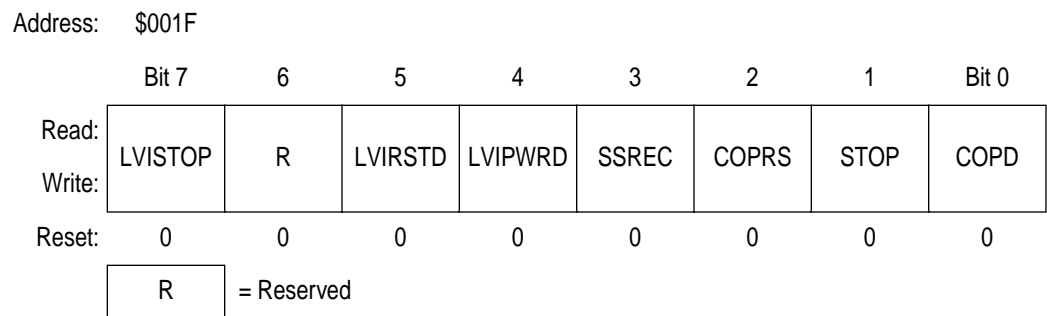 Address: $001F
Bit 7 6 5 4 3 2 1 Bit 0
Read:
LVISTOP R LVIRSTD LVIPWRD SSREC COPRS STOP COPD
Write:
Reset: 0 0 0 0 0 0 0 0
R = Reserved